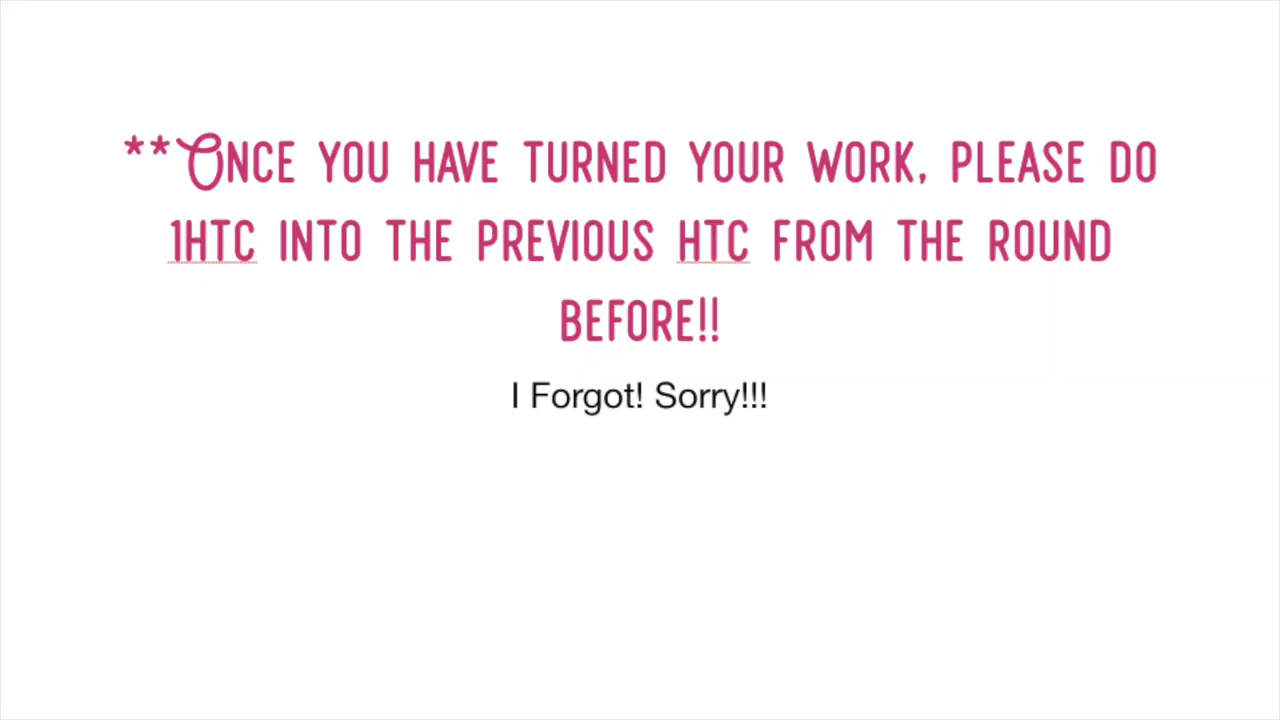 **Once you have turned your work, please do
1htc into the previous htc from the round
before!!
I Forgot! Sorry!!!